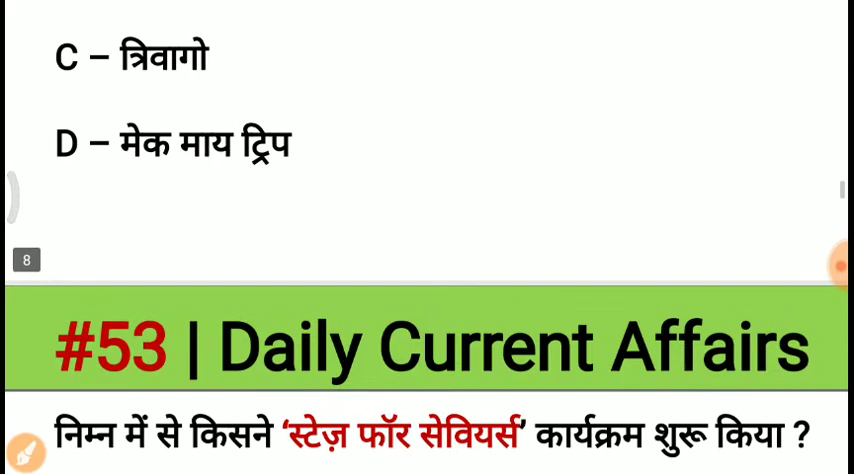 C – त्रिवागो
D – मेक माय ट्रिप
8
#53 | Daily Current Affairs
निम्न में से किसने ‘स्टेज़ फॉर सेवियर्स’ कार्यक्रम शुरू किया ?